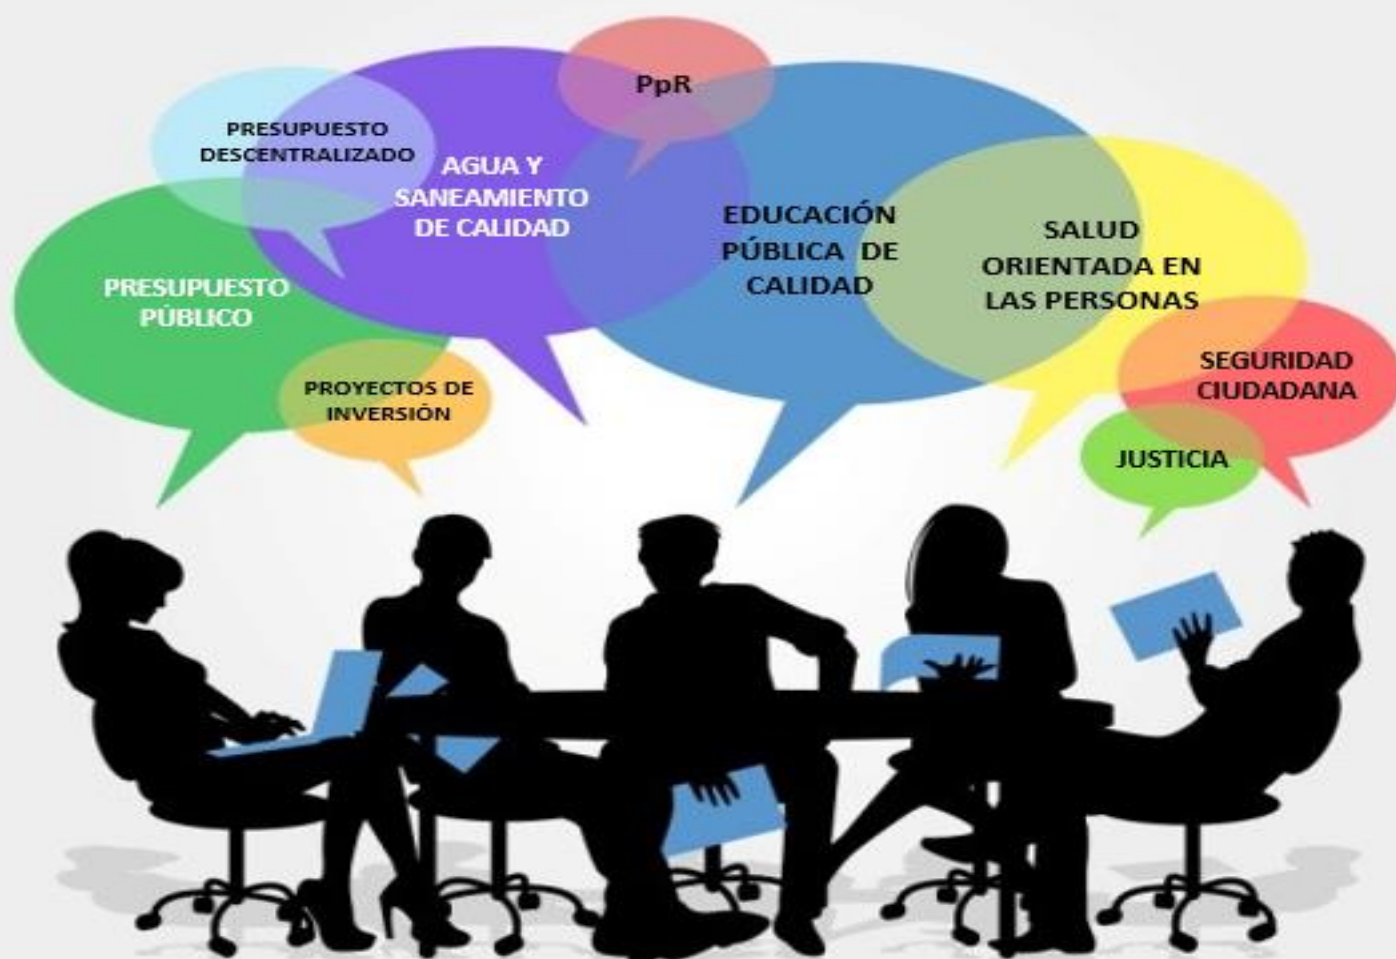 PpR
PRESUPUESTO
DESCENTRALIZADO
AGUA Y
SANEAMIENTO
DE CALIDAD
EDUCACIÓN
PÚBLICA DE
CALIDAD
SALUD
ORIENTADA EN
LAS PERSONAS
PRESUPUESTO
PÚBLICO
PROYECTOS DE
INVERSIÓN
SEGURIDAD
CIUDADANA
JUSTICIA